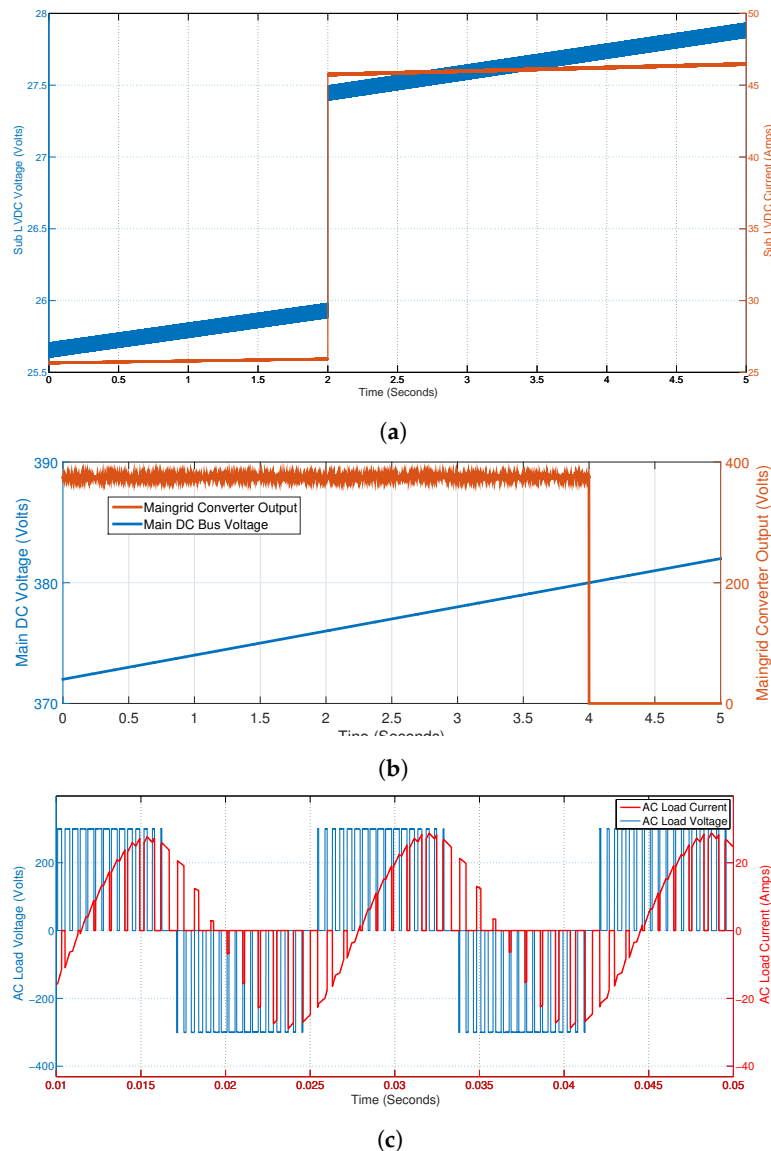 28
27.5
27
26.5
26
25.5
Sub LVDC Voltage (Volts)
50
45
40
35
30
25
Sub LVDC Current (Amps)
0 0.5 1 1.5 2 2.5 3 3.5 4 4.5 5
Time (Seconds)
(a)
390
380
370
Main DC Voltage (Volts)
Maingrid Converter Output
Main DC Bus Voltage
400
200
0
Maingrid Converter Output (Volts)
0 0.5 1 1.5 2 2.5 3 3.5 4 4.5 5
Tine (Seconds)
(b)
200
0
-200
-400
AC Load Voltage (Volts)
AC Load Current
AC Load Voltage
20
0
-20
-40
AC Load Current (Amps)
0.01 0.015 0.02 0.025 0.03 0.035 0.04 0.045 0.05
Time (Seconds)
(c)